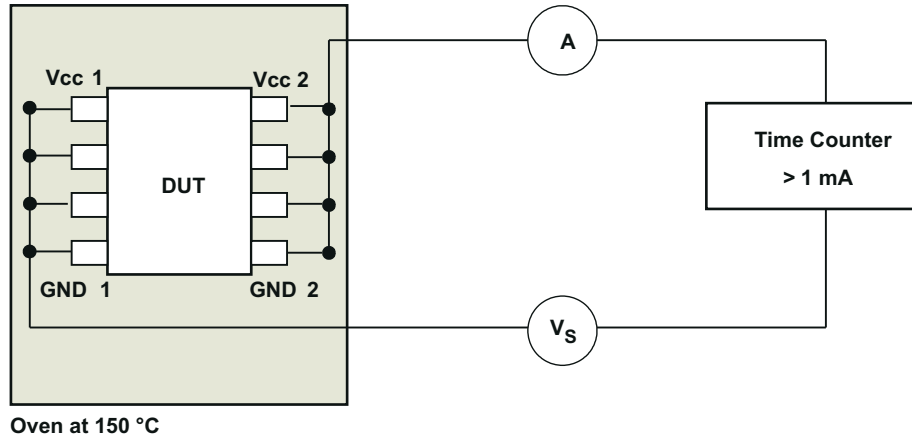 A
Vcc 1
Vcc 2
Time Counter
> 1 mA
DUT
GND 1
GND 2
VS
Oven at 150 °C